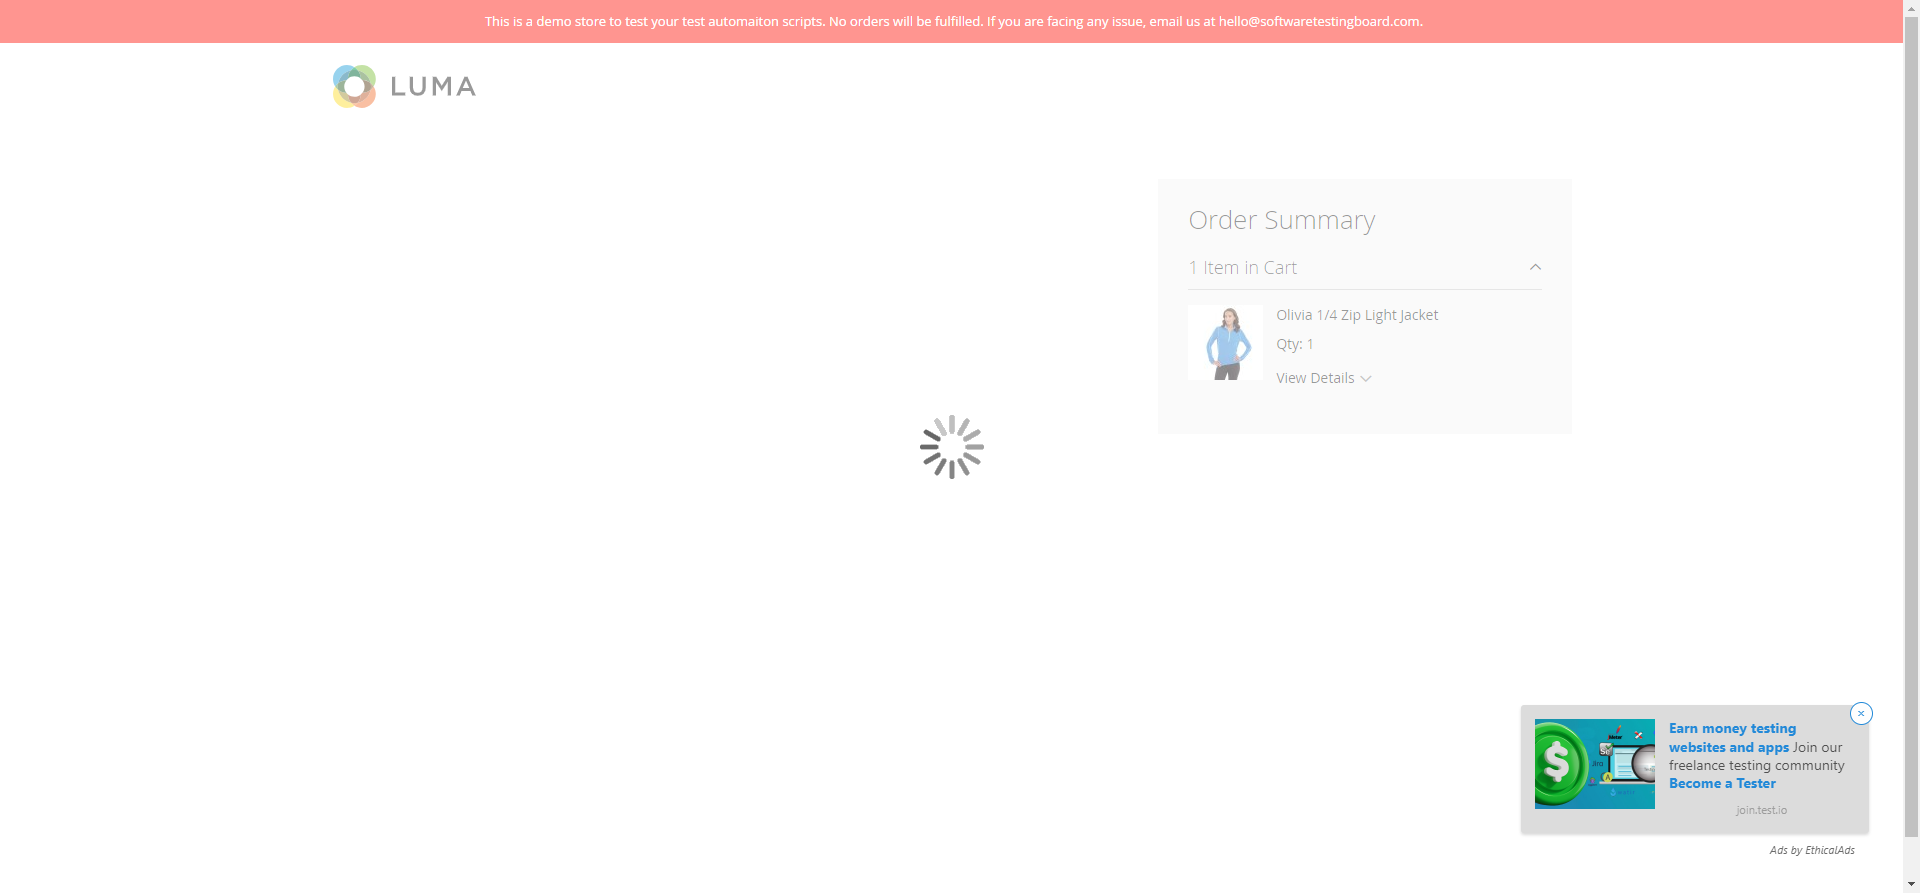 This is a demo store to test your test automaiton scripts. No orders will be fulfilled. If you are facing any issue, email us at hello@softwaretestingboard.com.
LUMA
Order Summary
1 Item in Cart
Olivia 1/4 Zip Light Jacket
Qty: 1
View Details
Earn money testing
websites and apps Join our
freelance testing community
Become a Tester
join.test.io
Ads by EthicalAds